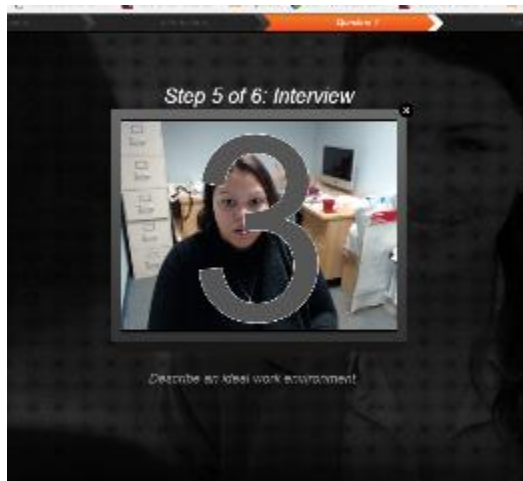 Question 1
Step 5 of 6: Interview
x
3
Describe an ideal work environment